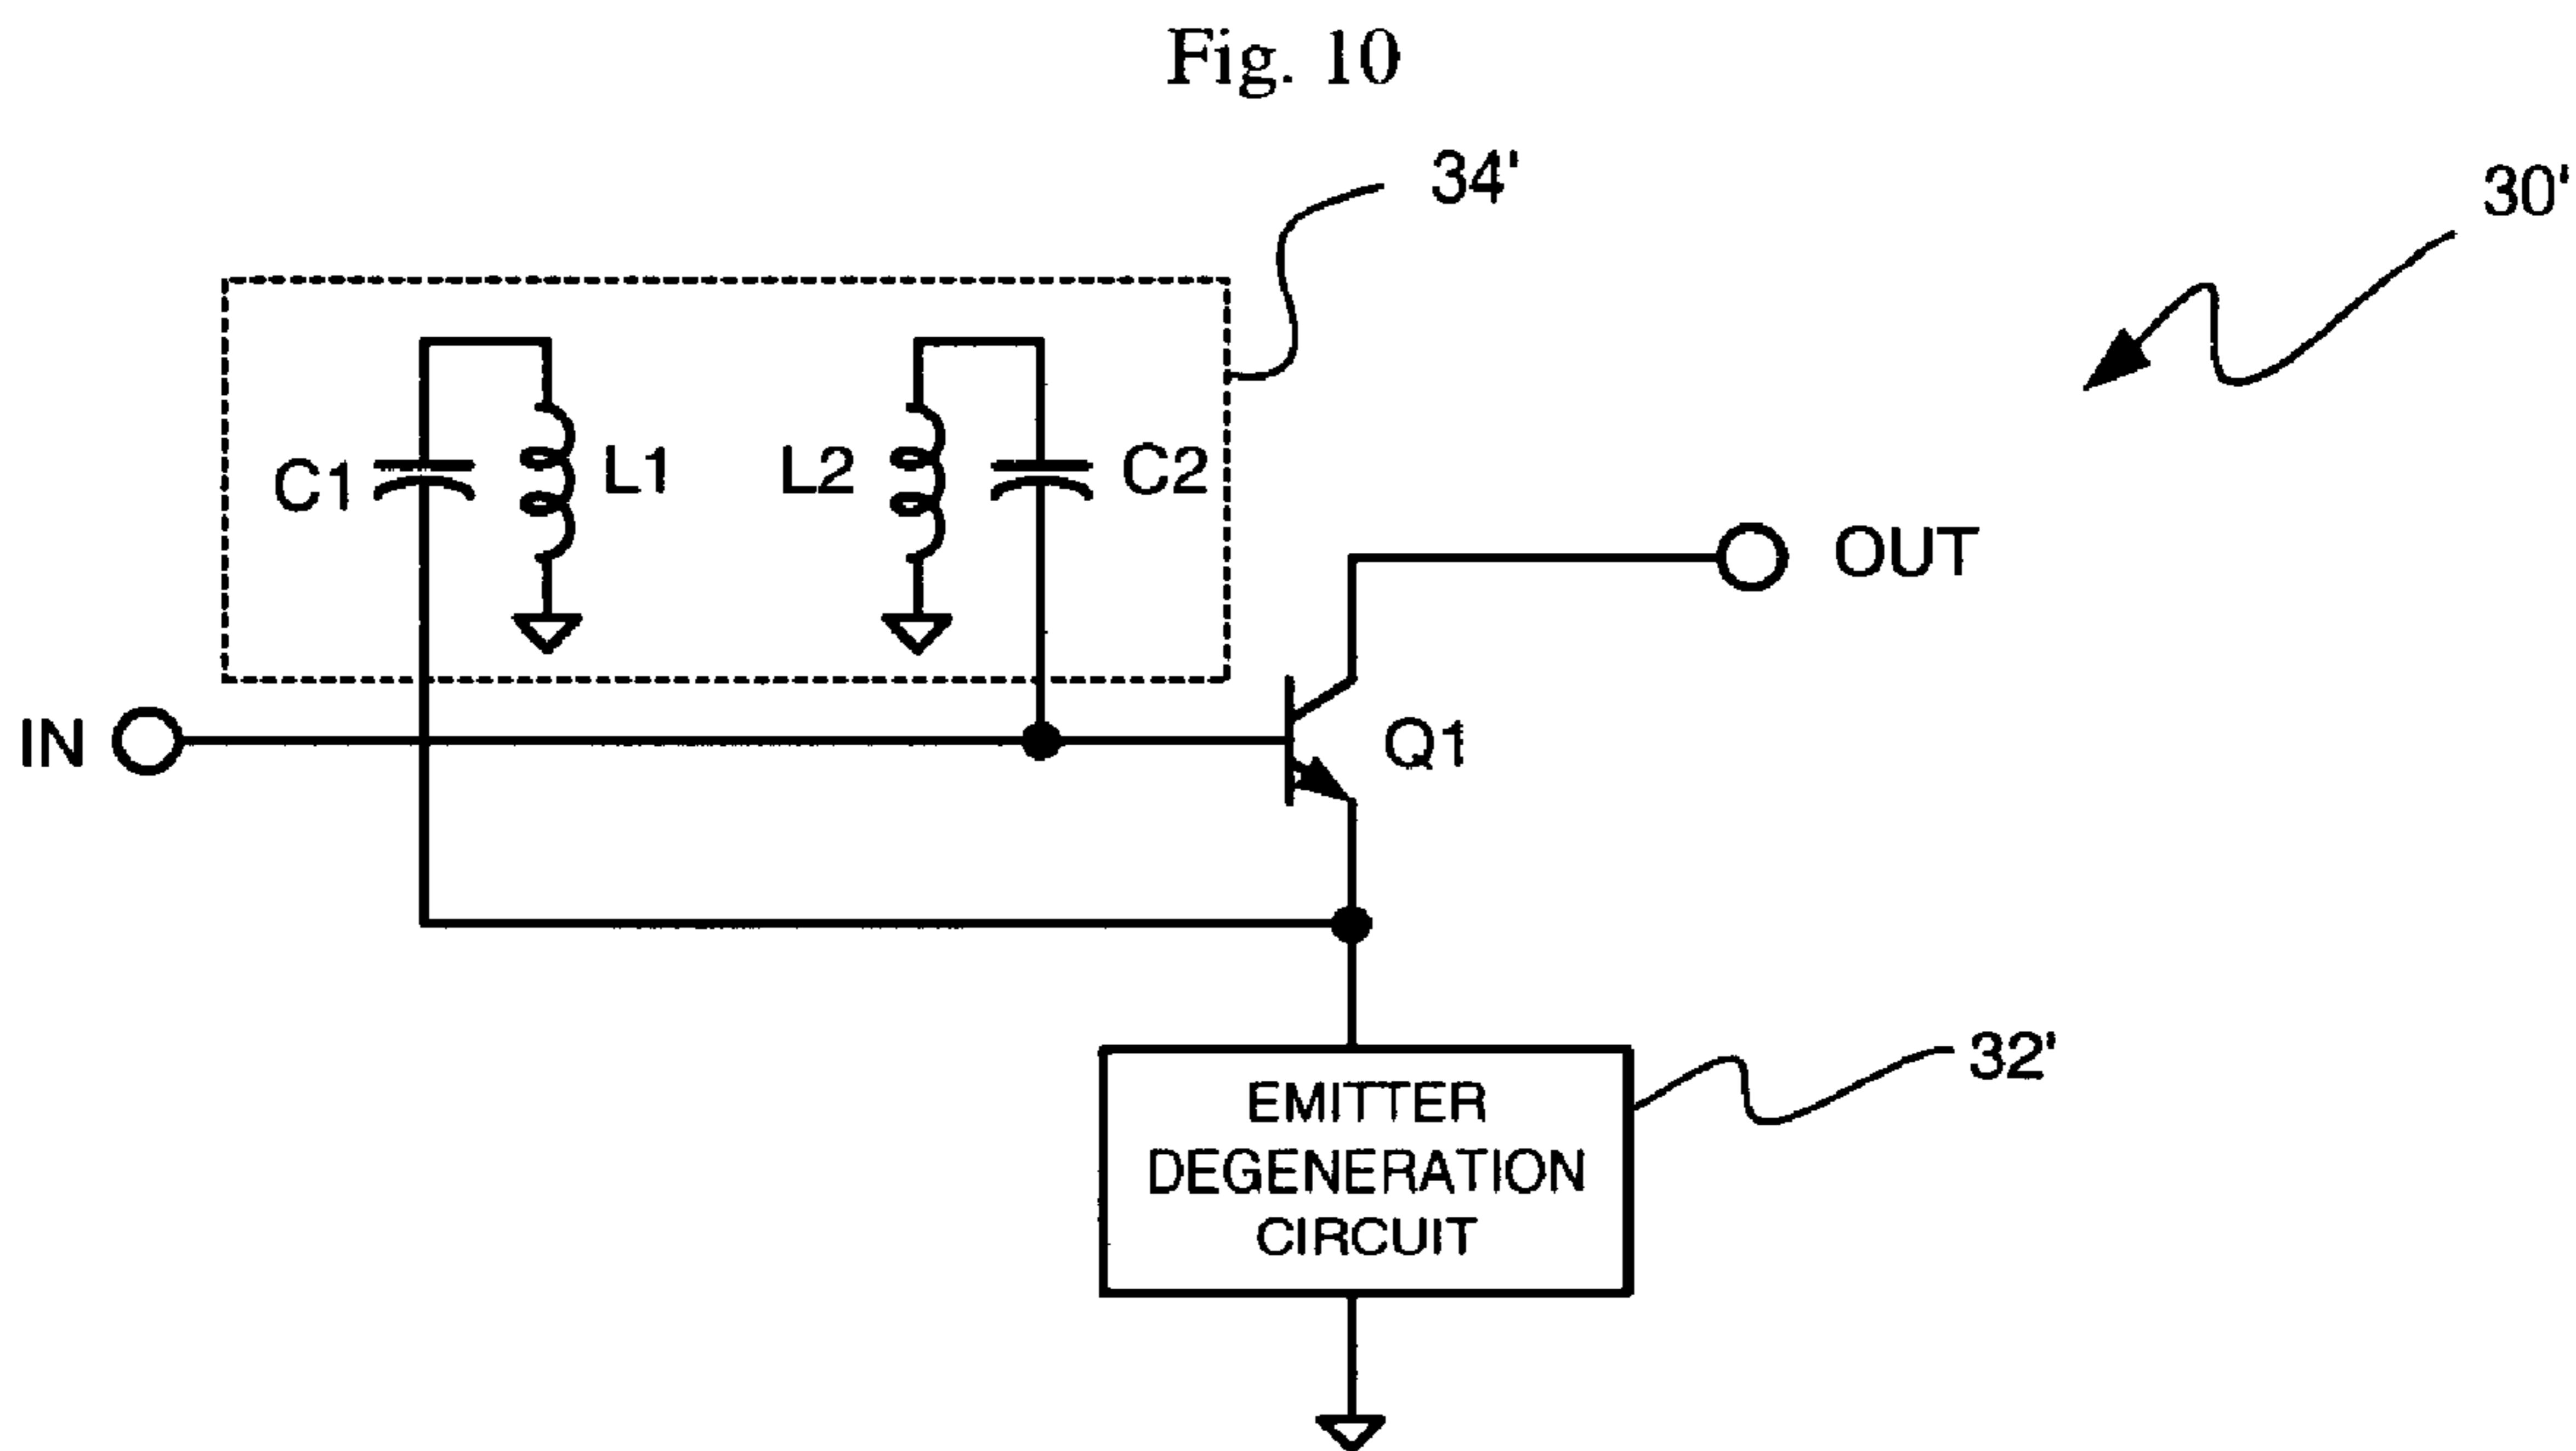 Fig. 10
34'
30'
C1
L1
L2
C2
OUT
IN
Q1
32'
EMITTER
DEGENERATION
CIRCUIT